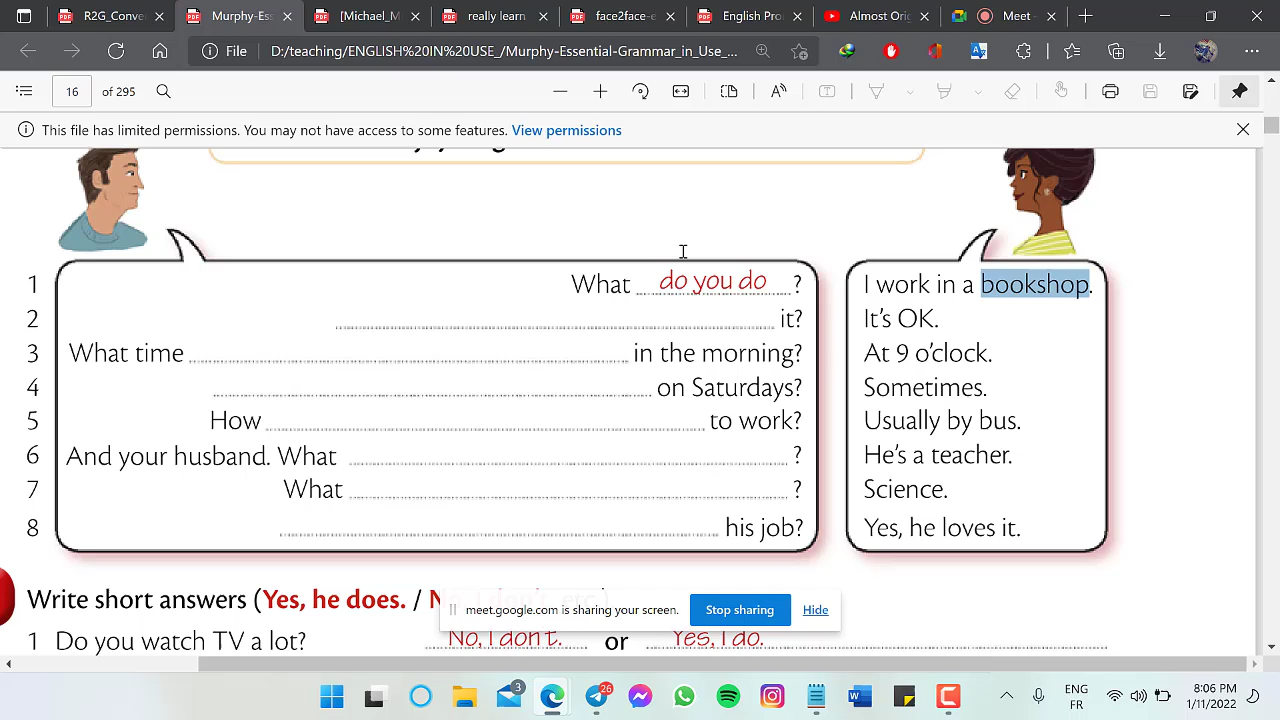 R2G_Conve
Murphy-Ess
[Michael_M
really learn
face2face-e
English Pro
Almos Ori
Meet -
File
D:/teaching/ENGLISH%20IN%20USE_/Murphy-Essential-Grammar_in_Use_...
16
of 295
This file has limited permissions. You may not have access to some features. View permissions
1 What do you do ? I work in a bookshop.
2 it? It's OK.
3 What time in the morning? At 9 o'clock.
4 on Saturdays? Sometimes.
5 How to work? Usually by bus.
6 And your husband. What ? He's a teacher.
7 What ? Science.
8 his job? Yes, he loves it.
Write short answers (Yes, he does. /
meet.google.com is sharing your screen. Stop sharing Hide
1 Do you watch TV a lot? No, I don't. or Yes, I do.
3
26
ENG
FR
8:06 PM
1/11/2022